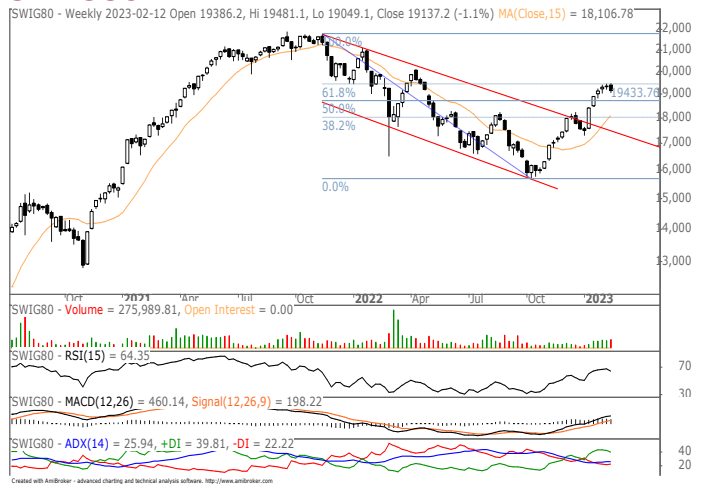 SWIG80 - Weekly 2023-02-12 Open 19386.2, Hi 19481.1, Lo 19049.1, Close 19137.2 (-1.1%) MA(Close,15) = 18,106.78
22,000
21,000
20,000
19,000
18,000
17,000
16,000
15,000
14,000
13,000
61.8%
50.0%
38.2%
0.0%
Oct 2021 Apr Jul Oct 2022 Apr Jul Oct 2023
SWIG80 - Volume = 275,989.81, Open Interest = 0.00
SWIG80 - RSI(15) = 64.35
70
30
SWIG80 - MACD(12,26) = 460.14, Signal(12,26,9) = 198.22
SWIG80 - ADX(14) = 25.94, +DI = 39.81, -DI = 22.22
40
20
Created with AmiBroker - advanced charting and technical analysis software. http://www.amibroker.com